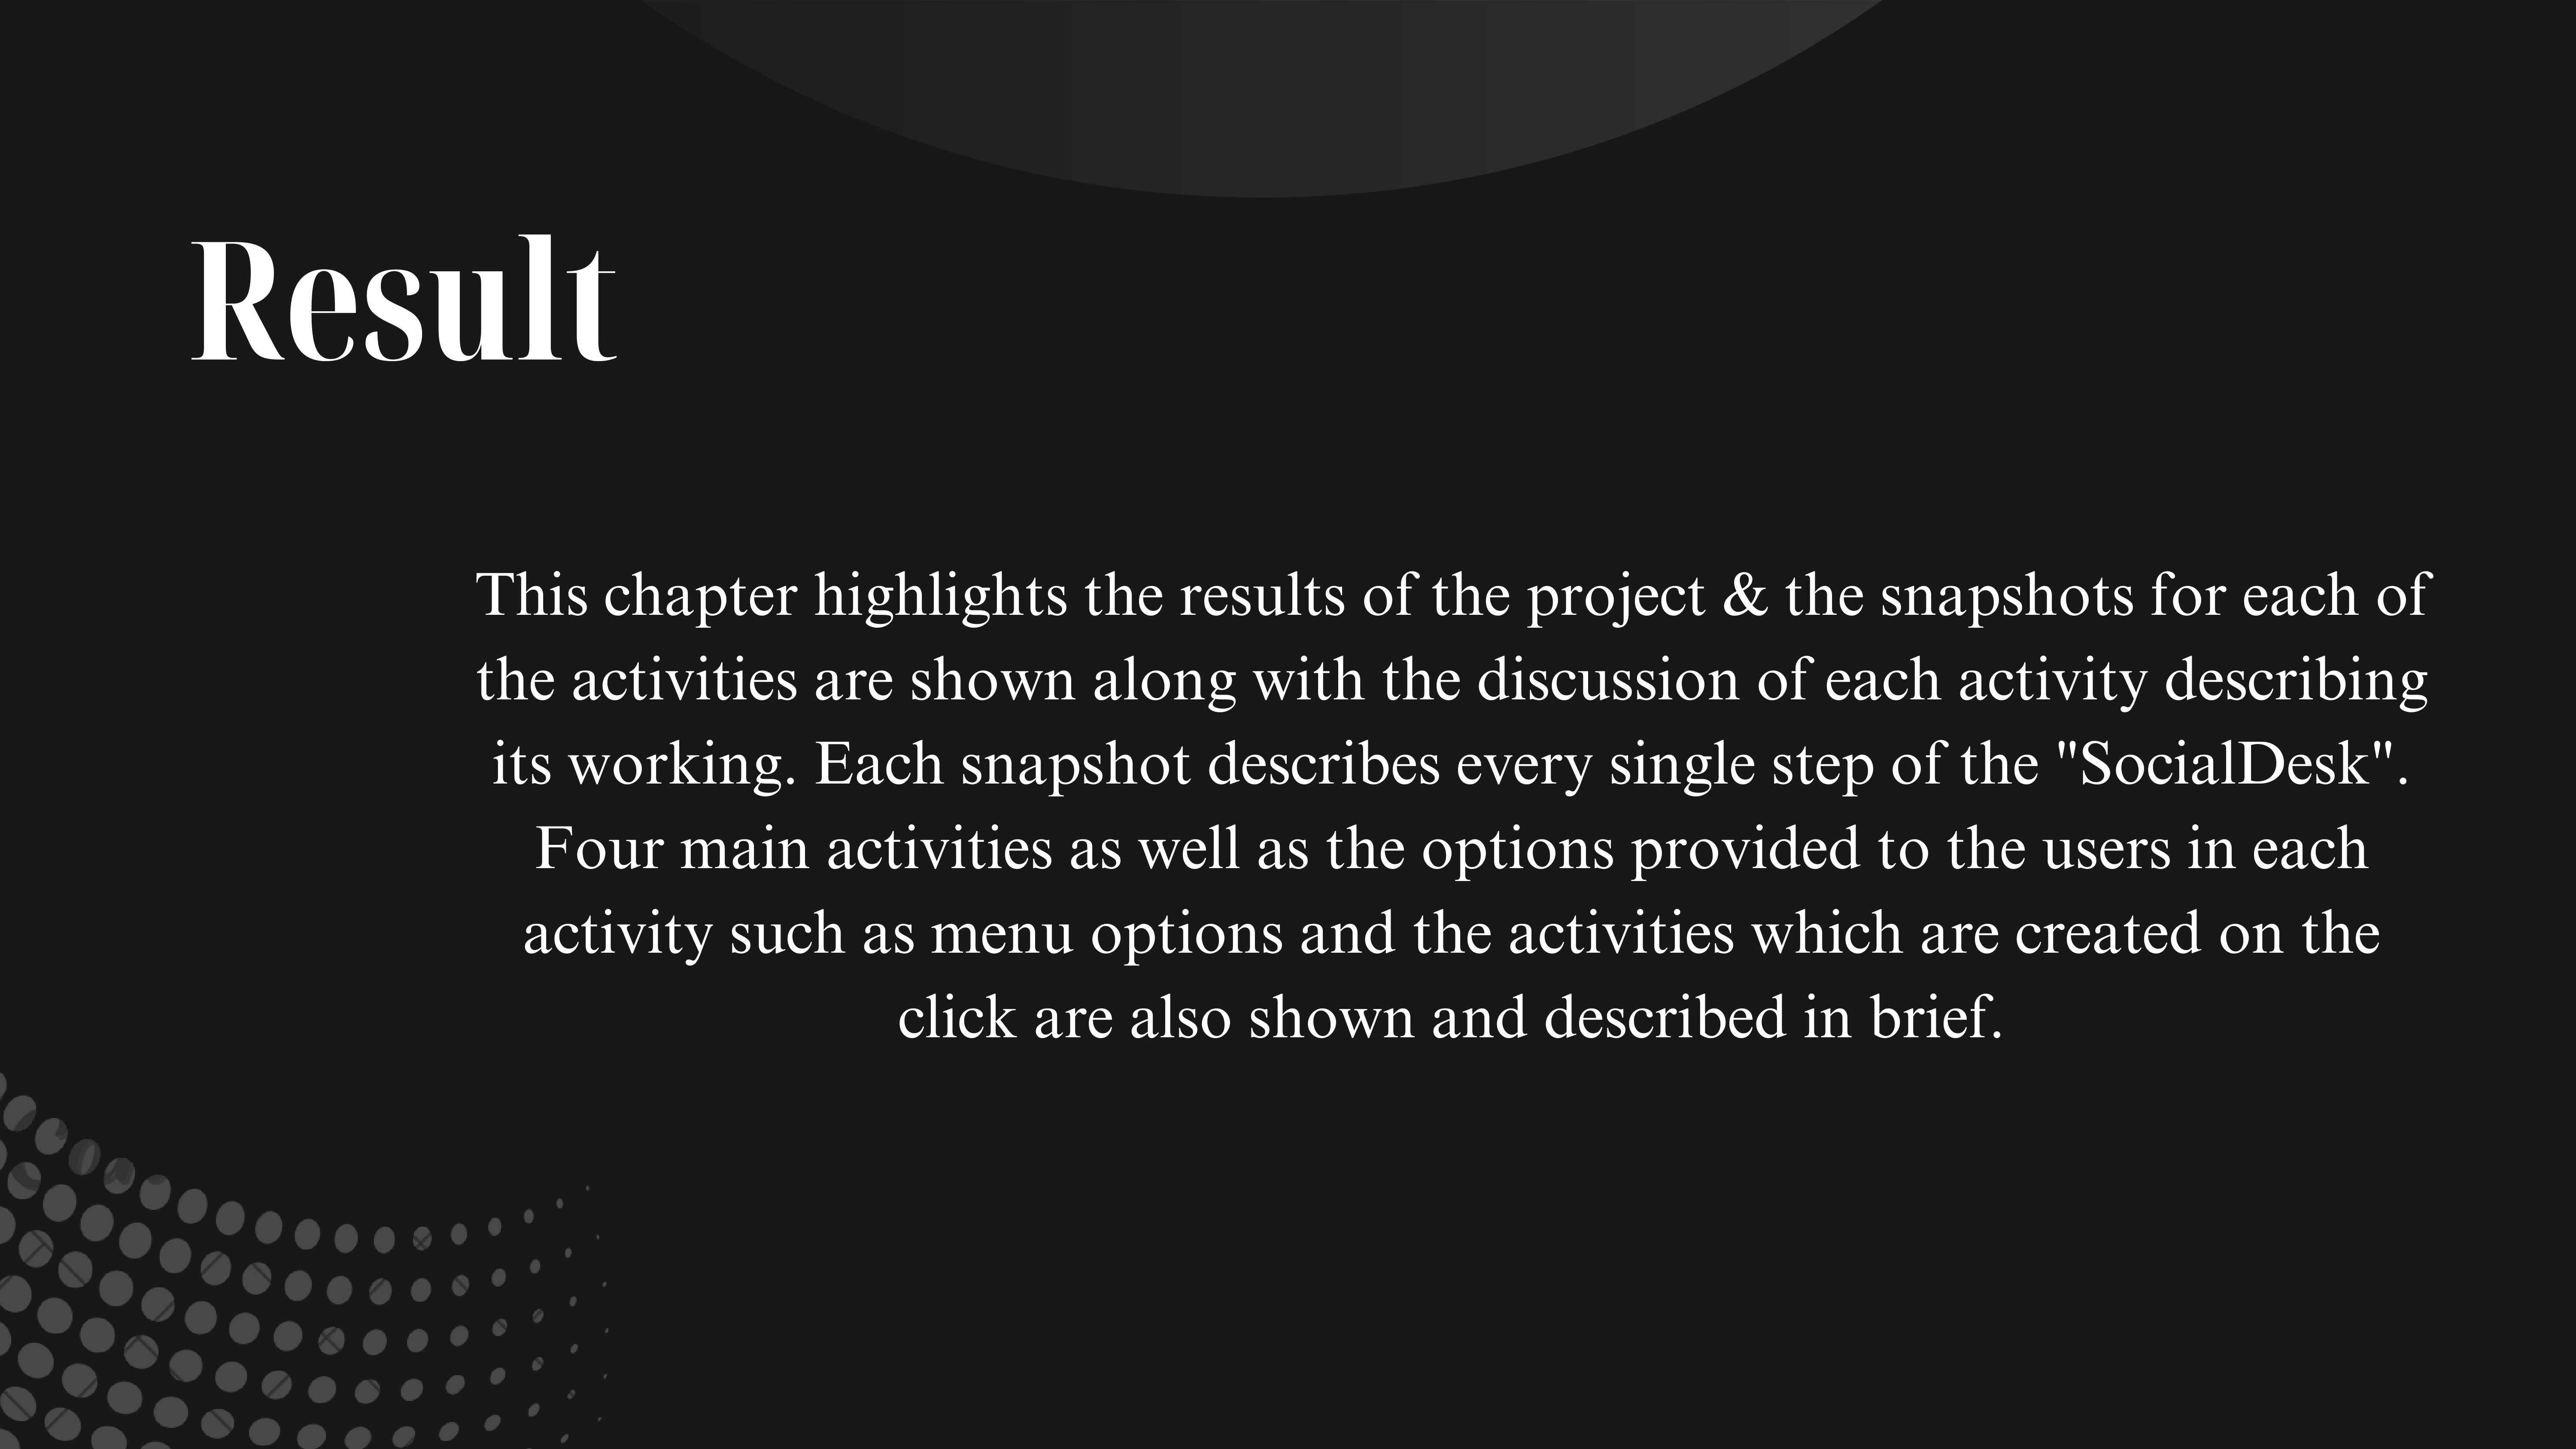 Result
This chapter highlights the results of the project & the snapshots for each of
the activities are shown along with the discussion of each activity describing
its working. Each snapshot describes every single step of the "SocialDesk".
Four main activities as well as the options provided to the users in each
activity such as menu options and the activities which are created on the
click are also shown and described in brief.